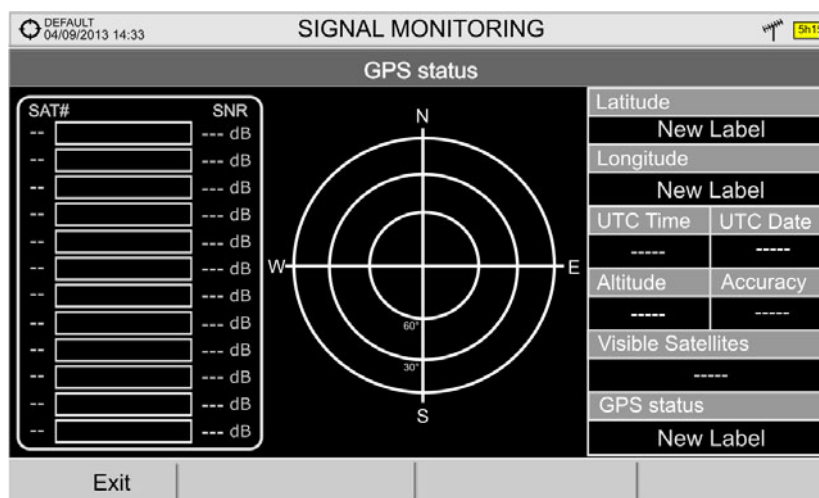 DEFAULT
04/09/2013 14:33
SIGNAL MONITORING
GPS status
SAT# SNR
-- --- dB
-- --- dB
-- --- dB
-- --- dB
-- --- dB
-- --- dB
-- --- dB
-- --- dB
-- --- dB
-- --- dB
-- --- dB
-- --- dB
N
W E
60°
30°
S
Latitude
New Label
Longitude
New Label
UTC Time UTC Date
----- -----
Altitude Accuracy
----- -----
Visible Satellites
-----
GPS status
New Label
Exit